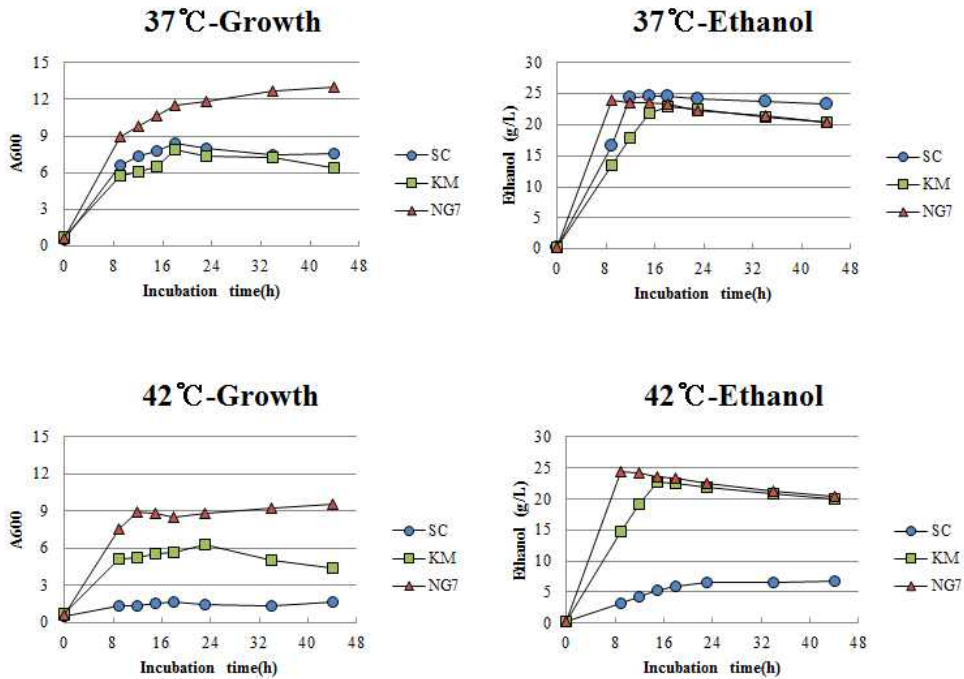 37℃-Growth
15
12
9
6
3
0
A600
0 8 16 24 32 40 48
Incubation time(h)
SC
KM
NG7
37℃-Ethanol
30
25
20
15
10
5
0
Ethanol (g/L)
0 8 16 24 32 40 48
Incubation time(h)
SC
KM
NG7
42℃-Growth
15
12
9
6
3
0
A600
0 8 16 24 32 40 48
Incubation time(h)
SC
KM
NG7
42℃-Ethanol
30
25
20
15
10
5
0
Ethanol (g/L)
0 8 16 24 32 40 48
Incubation time(h)
SC
KM
NG7